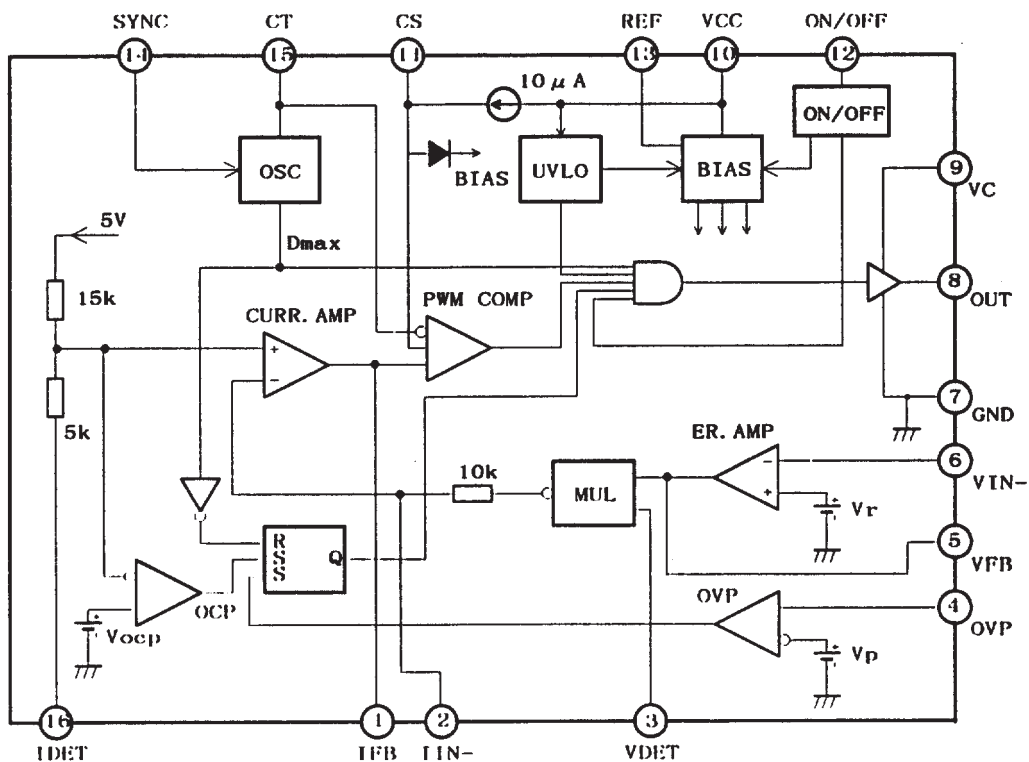 SYNC CT CS REF VCC ON/OFF
14 15 11 13 10 12
10μA
ON/OFF
OSC
BIAS
UVLO
BIAS
9
VC
5V
Dmax
15k
CURR. AMP
PWM COMP
8
OUT
+
−
5k
7
GND
ER. AMP
10k
MUL
−
+
6
VIN-
Vr
R
S
S
Q
5
VFB
OCP
OVP
4
OVP
+
Vocp
+
Vp
16 1 2 3
IDET IFB IIN- VDET